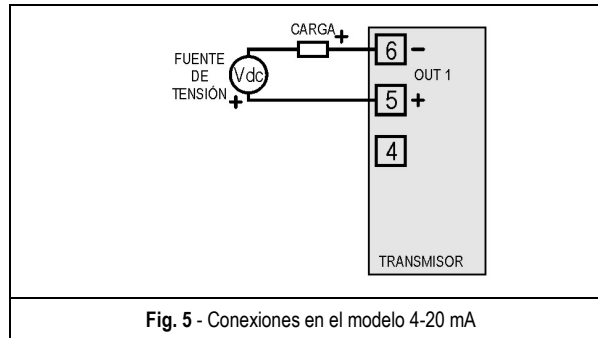 CARGA +
FUENTE
DE
TENSIÓN
Vdc
+
6 -
OUT 1
5 +
4
TRANSMISOR
Fig. 5 - Conexiones en el modelo 4-20 mA